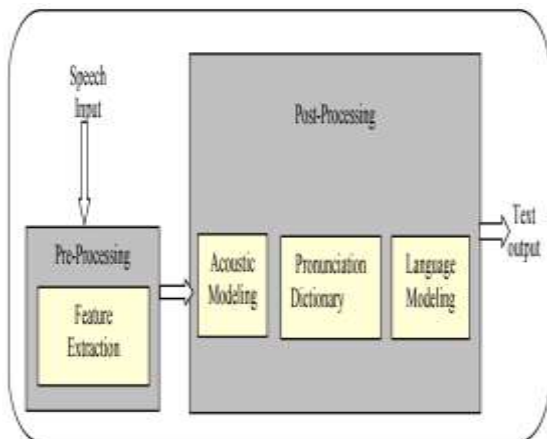 Speech
Input
Pre-Processing
Feature
Extraction
Post-Processing
Acoustic
Modeling
Pronunciation
Dictionary
Language
Modeling
Text
output